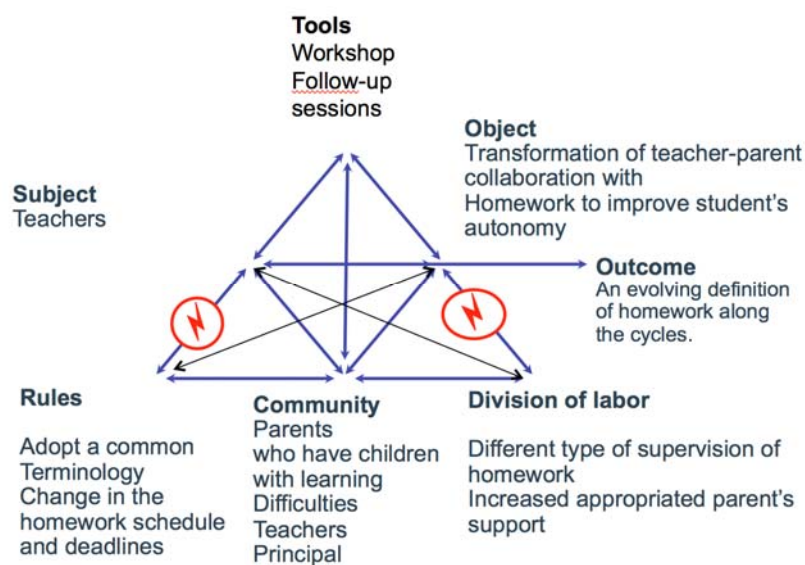 Tools
Workshop
Follow-up
sessions
Object
Transformation of teacher-parent
collaboration with
Homework to improve student's
autonomy
Subject
Teachers
Outcome
An evolving definition
of homework along
the cycles.
Rules
Adopt a common
Terminology
Change in the
homework schedule
and deadlines
Community
Parents
who have children
with learning
Difficulties
Teachers
Principal
Division of labor
Different type of supervision of
homework
Increased appropriated parent's
support